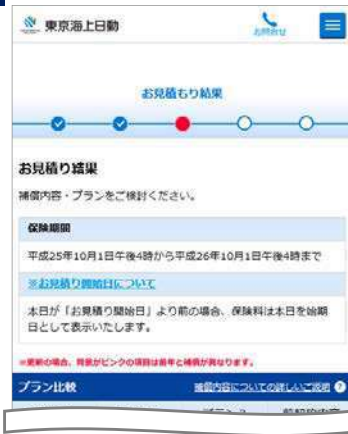 東京海上日動
お問合せ
お見積もり結果
お見積り結果
補償内容・プランをご検討ください。
保険期間
平成25年10月1日午後4時から平成26年10月1日午後4時まで
※お見積り開始日について
本日が「お見積り開始日」より前の場合、保険料は本日を始期
日として表示いたします。
※更新の場合、背景がピンクの項目は前年と補償が異なります。
プラン比較
補償内容についての詳しいご説明